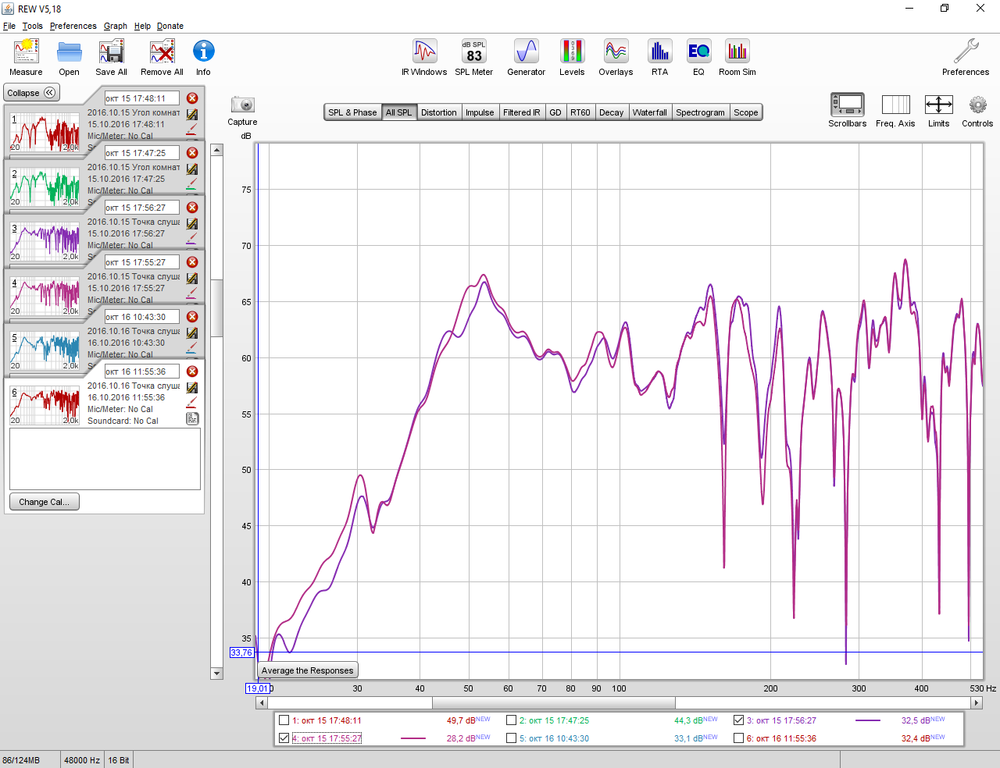 REW V5,18
File Tools Preferences Graph Help Donate
Measure Open Save All Remove All Info IR Windows dB SPL 83 SPL Meter Generator Levels Overlays RTA EQ EQ Room Sim Preferences
Collapse
Capture
SPL & Phase All SPL Distortion Impulse Filtered IR GD RT60 Decay Waterfall Spectrogram Scope
Scrollbars Freq. Axis Limits Controls
1 окт 15 17:48:11
2016.10.15 Угол комнат
15.10.2016 17:48:11
Mic/Meter: No Cal
20 2,0k
2 окт 15 17:47:25
2016.10.15 Угол комнат
15.10.2016 17:47:25
Mic/Meter: No Cal
20 2,0k
3 окт 15 17:56:27
2016.10.15 Точка слуша
15.10.2016 17:56:27
Mic/Meter: No Cal
20 2,0k
4 окт 15 17:55:27
2016.10.15 Точка слуша
15.10.2016 17:55:27
Mic/Meter: No Cal
20 2,0k
5 окт 16 10:43:30
2016.10.16 Точка слуша
16.10.2016 10:43:30
Mic/Meter: No Cal
20 2,0k
6 окт 16 11:55:36
2016.10.16 Точка слуша
16.10.2016 11:55:36
Mic/Meter: No Cal
Soundcard: No Cal
20 2,0k
Change Cal...
dB
75
70
65
60
55
50
45
40
35
33,76
Average the Responses
19,01 30 40 50 60 70 80 90 100 200 300 400 530 Hz
1: окт 15 17:48:11 49,7 dB NEW 2: окт 15 17:47:25 44,3 dB NEW 3: окт 15 17:56:27 32,5 dB NEW
4: окт 15 17:55:27 28,2 dB NEW 5: окт 16 10:43:30 33,1 dB NEW 6: окт 16 11:55:36 32,4 dB NEW
86/124MB 48000 Hz 16 Bit